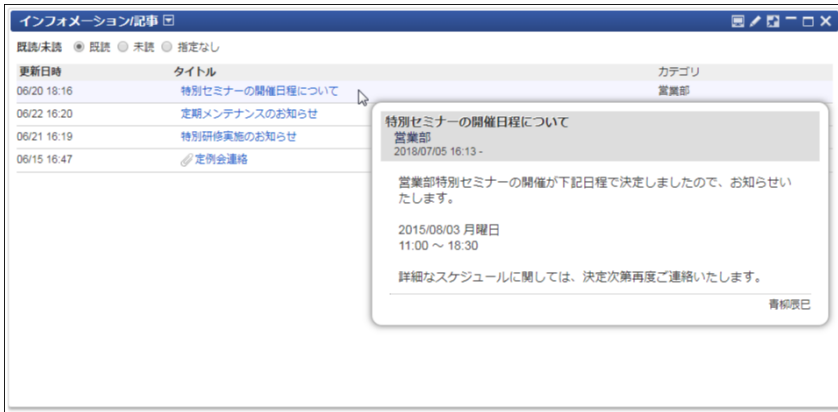 インフォメーション/記事
既読/未読 既読 未読 指定なし
更新日時 タイトル カテゴリ
06/20 18:16 特別セミナーの開催日程について 営業部
06/22 16:20 定期メンテナンスのお知らせ
06/21 16:19 特別研修実施のお知らせ
06/15 16:47 定例会連絡
特別セミナーの開催日程について
営業部
2018/07/05 16:13 -
営業部特別セミナーの開催が下記日程で決定しましたので、お知らせい
たします。
2015/08/03 月曜日
11:00 ～ 18:30
詳細なスケジュールに関しては、決定次第再度ご連絡いたします。
青柳辰巳